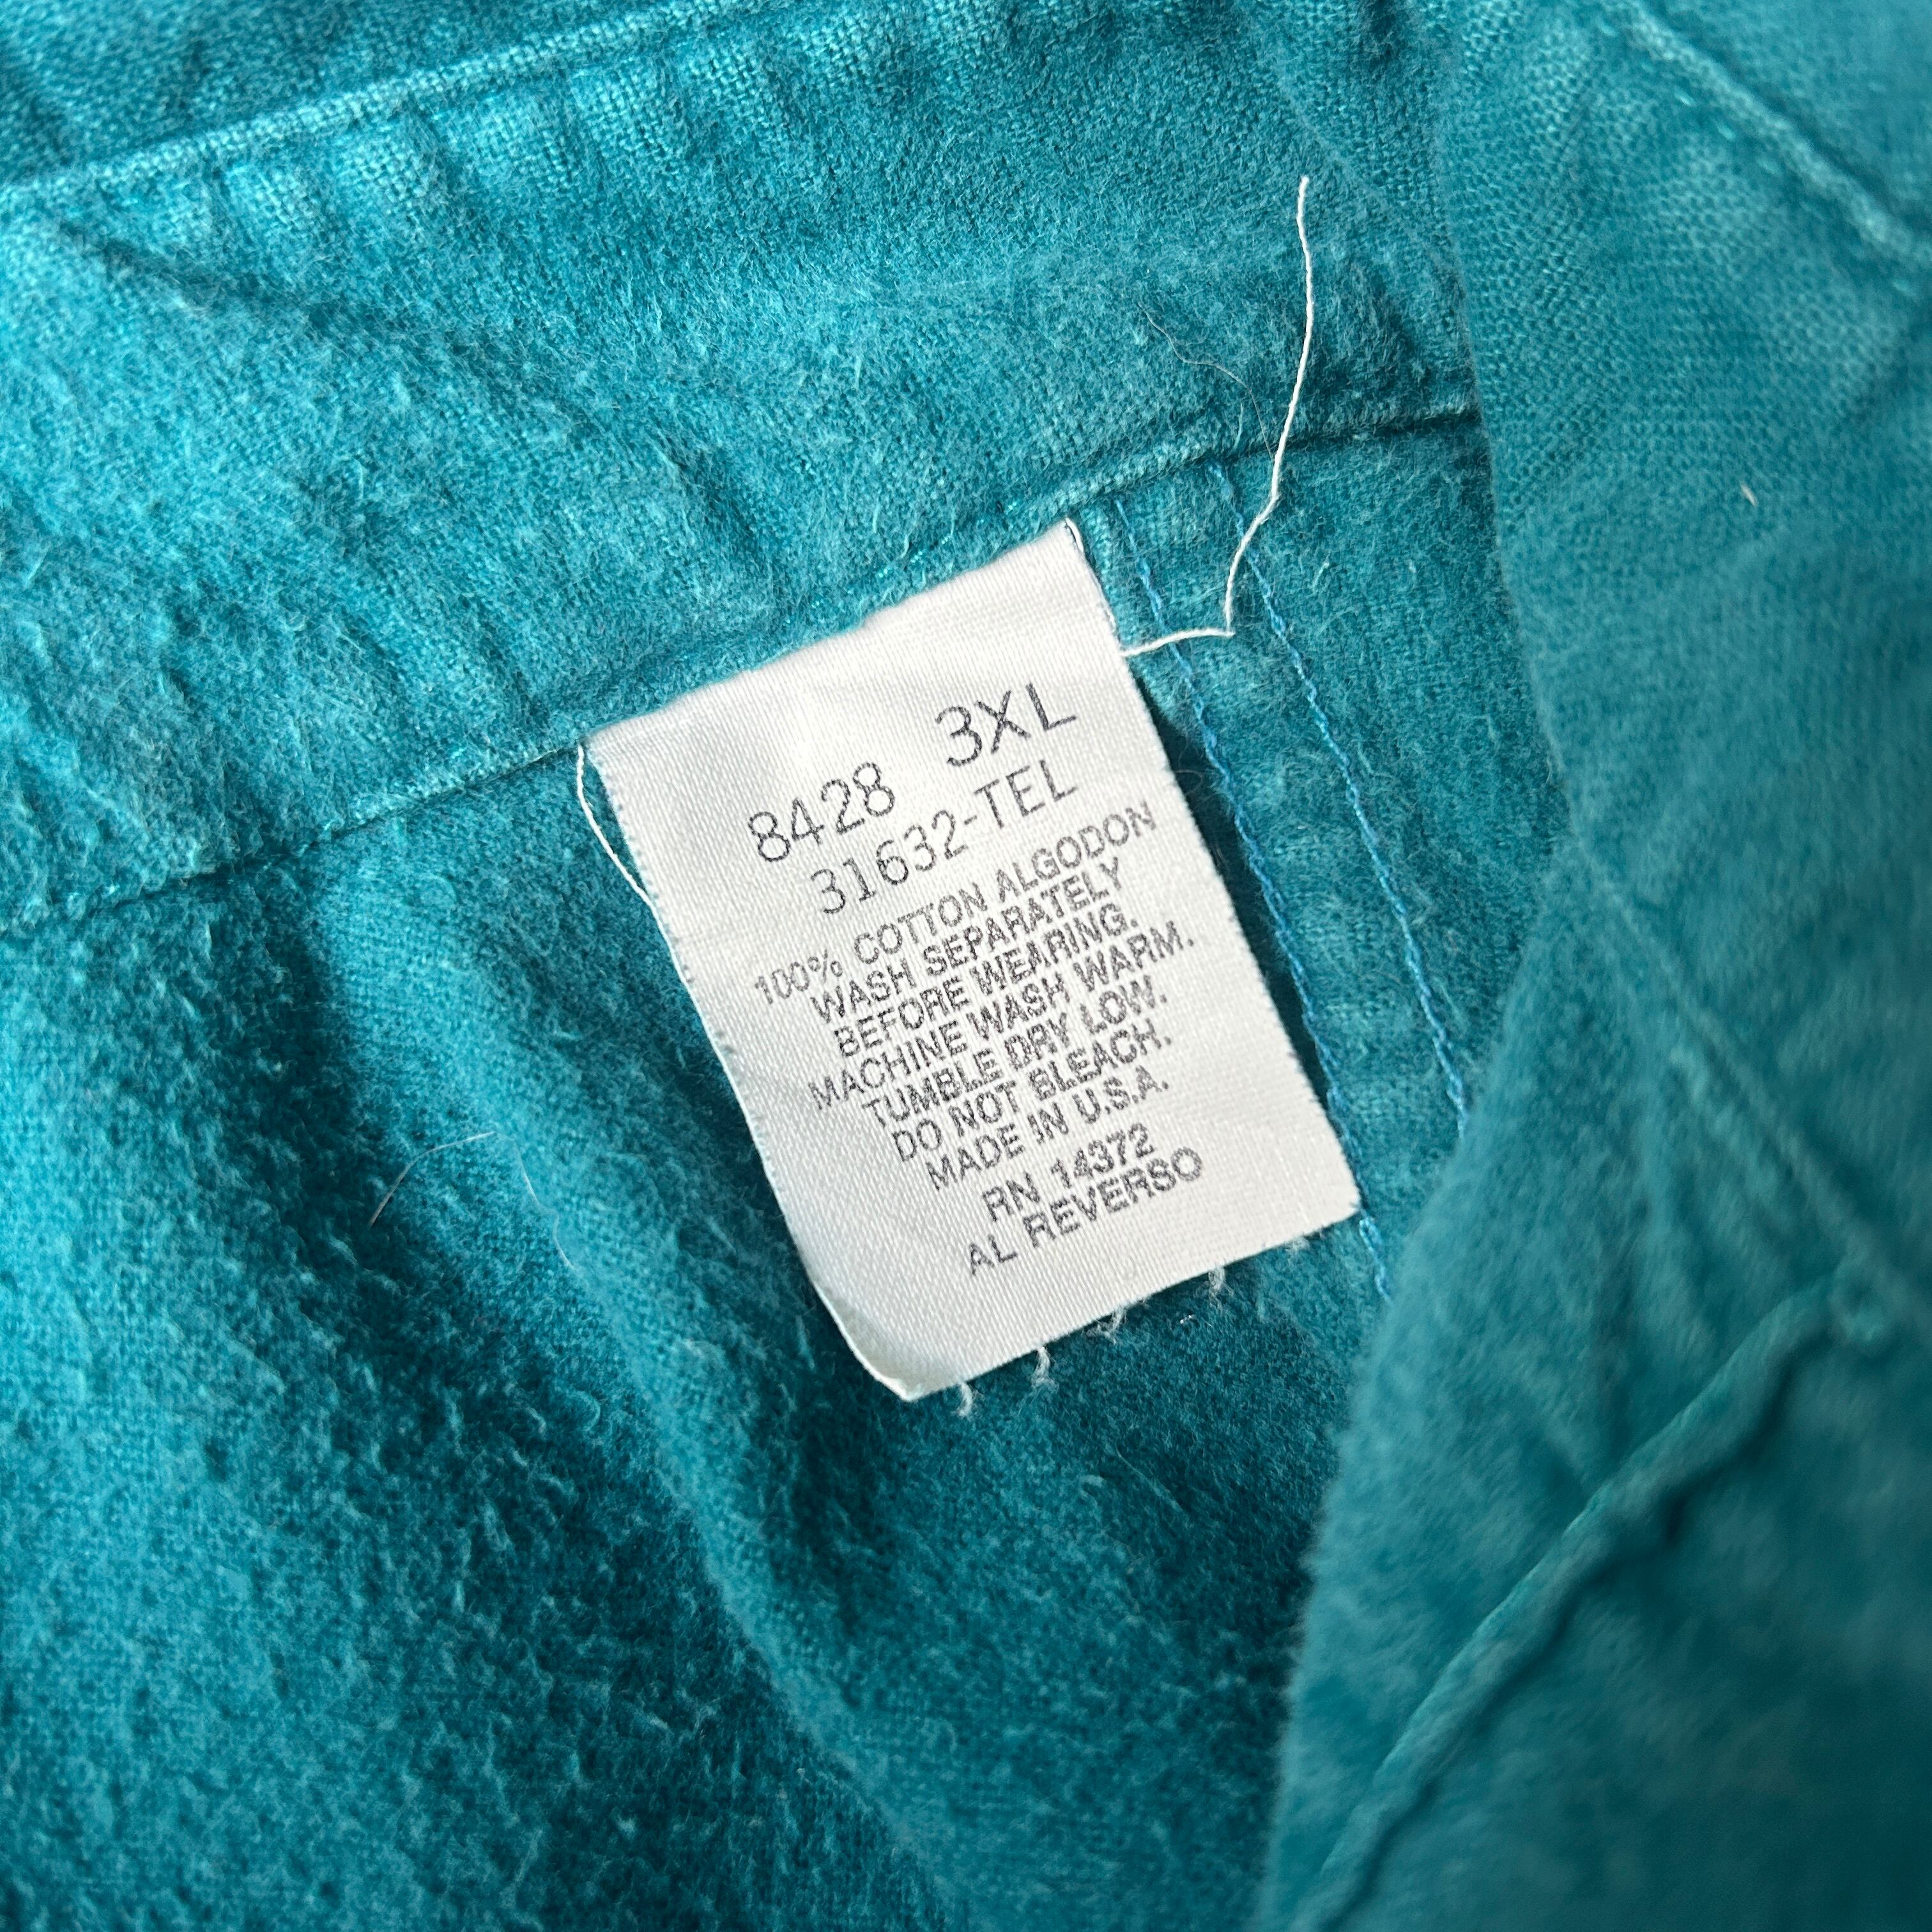 8428 3XL
31632-TEL
100% COTTON ALGODON
WASH SEPARATELY
BEFORE WEARING.
MACHINE WASH WARM.
TUMBLE DRY LOW.
DO NOT BLEACH.
MADE IN U.S.A.
RN 14372
AL REVERSO